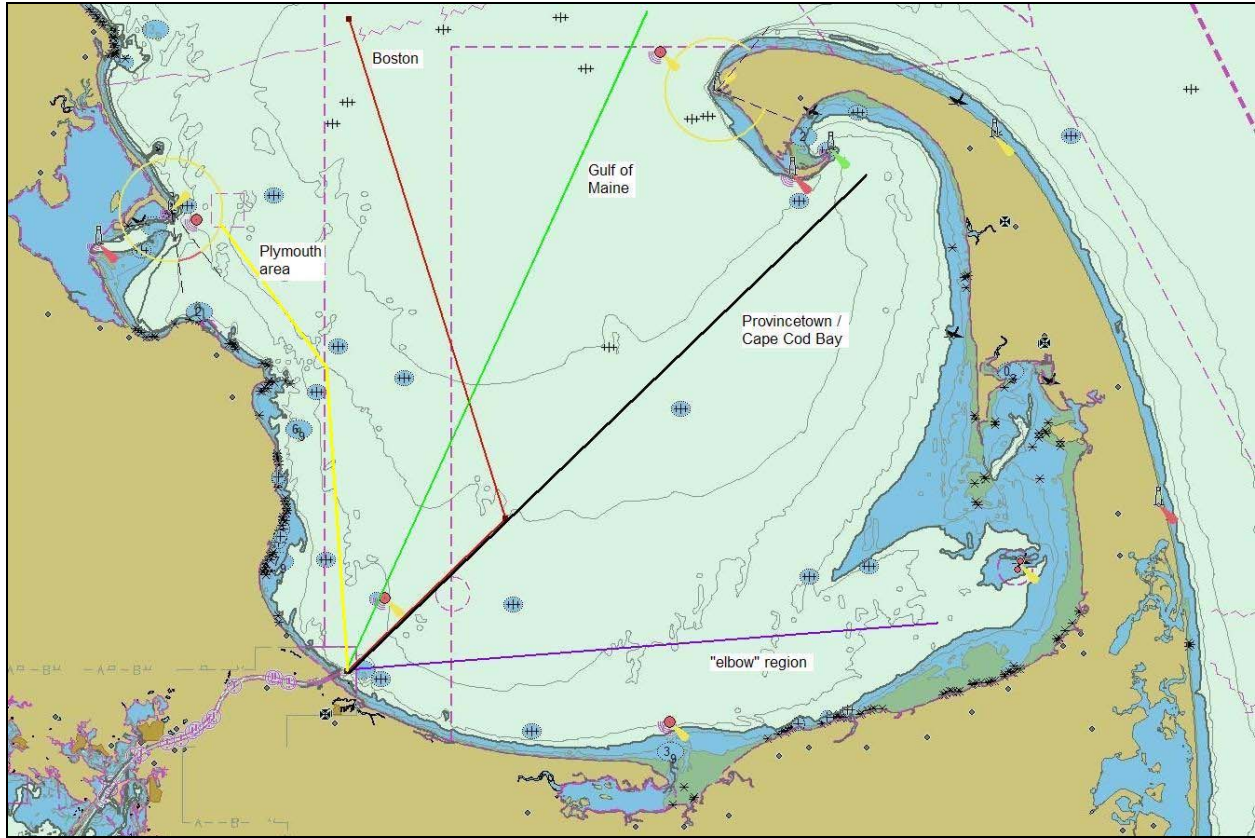 Boston
Gulf of
Maine
Plymouth
area
Provincetown /
Cape Cod Bay
"elbow" region